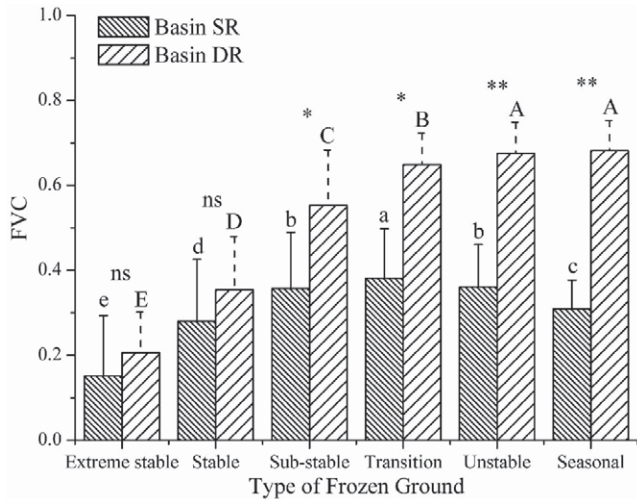 1.0
0.8
0.6
0.4
0.2
0.0
FVC
Basin SR
Basin DR
ns
e
E
ns
d
D
*
b
C
*
a
B
**
b
A
**
c
A
Extreme stable Stable Sub-stable Transition Unstable Seasonal
Type of Frozen Ground